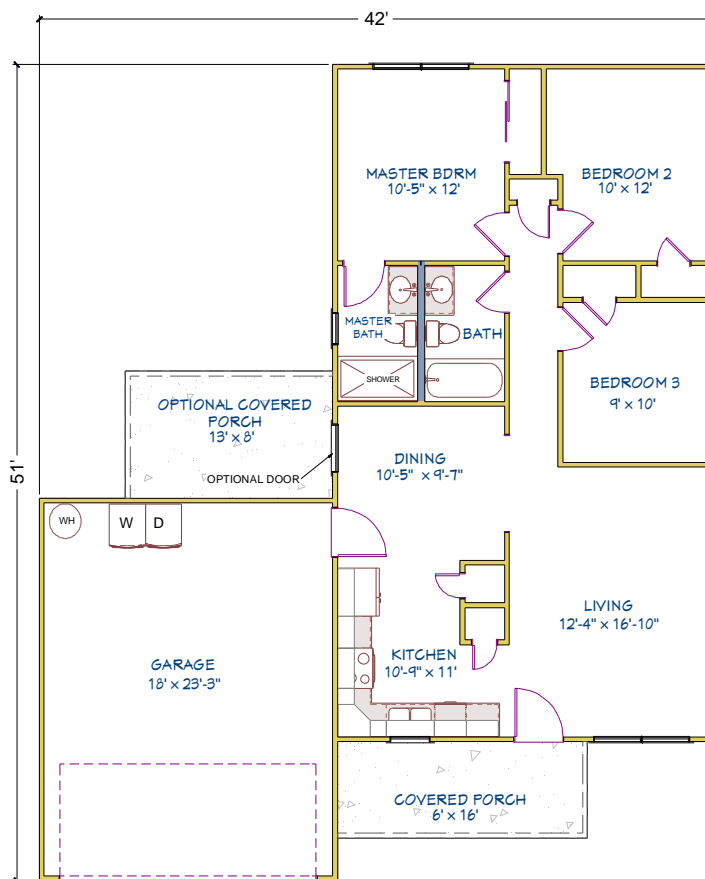 42'
MASTER BDRM
10'-5" x 12'
BEDROOM 2
10' x 12'
MASTER
BATH
BATH
SHOWER
BEDROOM 3
9' x 10'
OPTIONAL COVERED
PORCH
13' x 8'
OPTIONAL DOOR
DINING
10'-5" x 9'-7"
51'
WH
W
D
LIVING
12'-4" x 16'-10"
KITCHEN
10'-9" x 11'
GARAGE
18' x 23'-3"
COVERED PORCH
6' x 16'